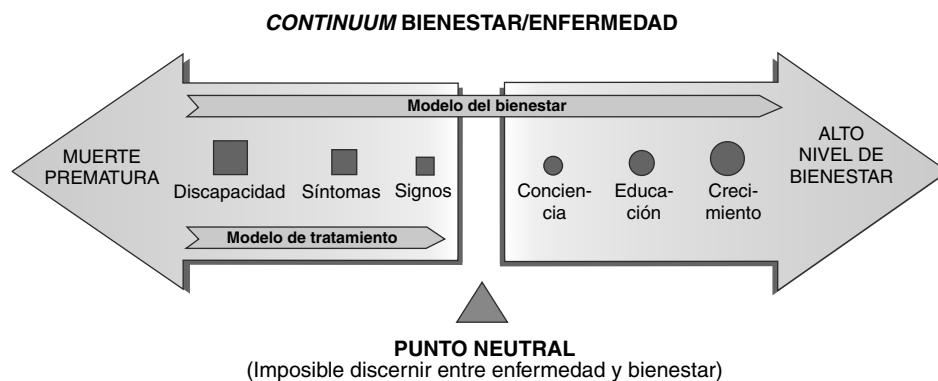 CONTINUUM BIENESTAR/ENFERMEDAD
Modelo del bienestar
MUERTE
PREMATURA
Discapacidad
Síntomas
Signos
Concien-
cia
Educa-
ción
Creci-
miento
ALTO
NIVEL DE
BIENESTAR
Modelo de tratamiento
PUNTO NEUTRAL
(Imposible discernir entre enfermedad y bienestar)